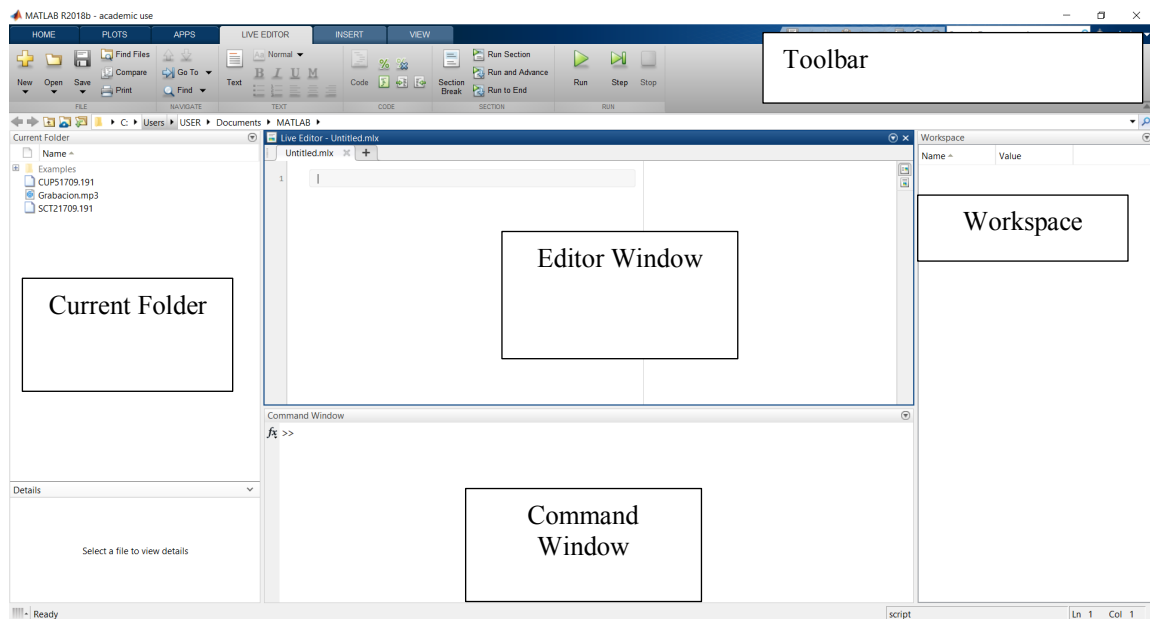 MATLAB R2018b - academic use
HOME PLOTS APPS LIVE EDITOR INSERT VIEW
Toolbar
New Open Save
Find Files
Compare
Print
Go To
Find
Text
Normal
B I U M
Code
Section Break
Run Section
Run and Advance
Run to End
Run Step Stop
FILE NAVIGATE TEXT CODE SECTION RUN
C: Users USER Documents MATLAB
Current Folder
Name
Examples
CUP51709.191
Grabacion.mp3
SCT21709.191
Current Folder
Details
Select a file to view details
Live Editor - Untitled.mlx
Untitled.mlx
1
Editor Window
Command Window
fx >>
Command
Window
Workspace
Name Value
Workspace
Ready
script
Ln 1 Col 1